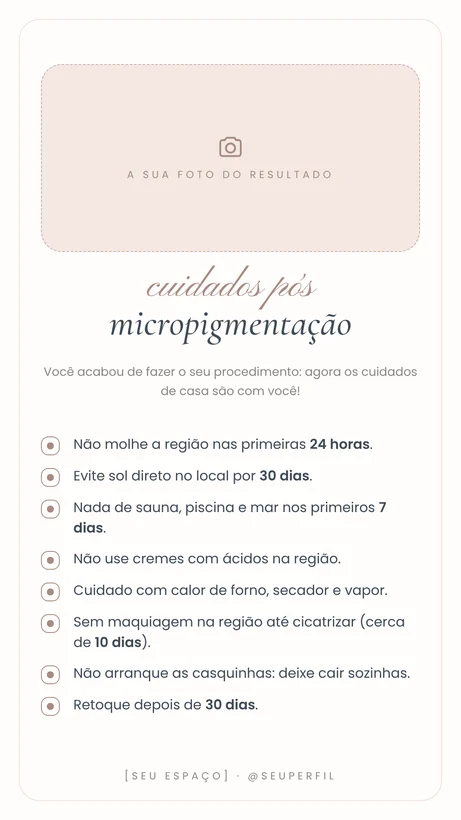 A SUA FOTO DO RESULTADO
cuidados pós
micropigmentação
Você acabou de fazer o seu procedimento: agora os cuidados
de casa são com você!
Não molhe a região nas primeiras 24 horas.
Evite sol direto no local por 30 dias.
Nada de sauna, piscina e mar nos primeiros 7
dias.
Não use cremes com ácidos na região.
Cuidado com calor de forno, secador e vapor.
Sem maquiagem na região até cicatrizar (cerca
de 10 dias).
Não arranque as casquinhas: deixe cair sozinhas.
Retoque depois de 30 dias.
[SEU ESPAÇO] · @SEUPERFIL